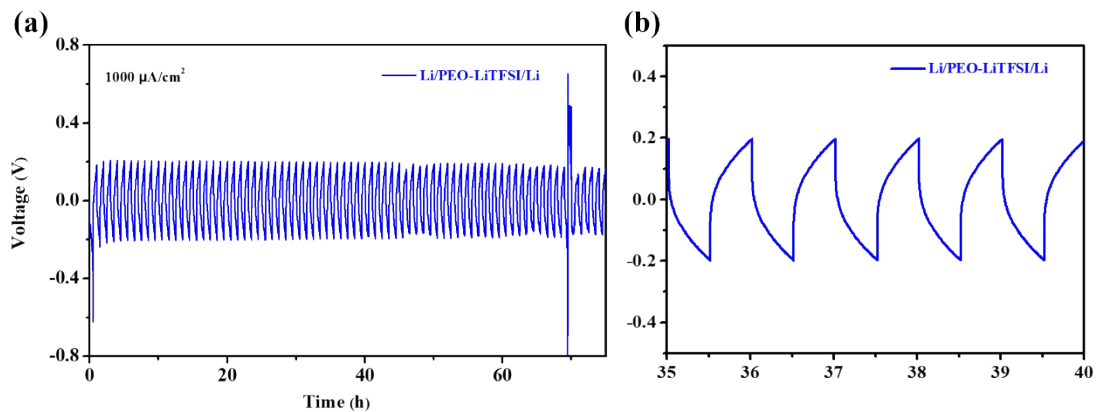 (a)
0.8
0.4
0.0
-0.4
-0.8
Voltage (V)
1000 μA/cm²
Li/PEO-LiTFSI/Li
0 20 40 60
Time (h)
(b)
0.4
0.2
0.0
-0.2
-0.4
Li/PEO-LiTFSI/Li
35 36 37 38 39 40